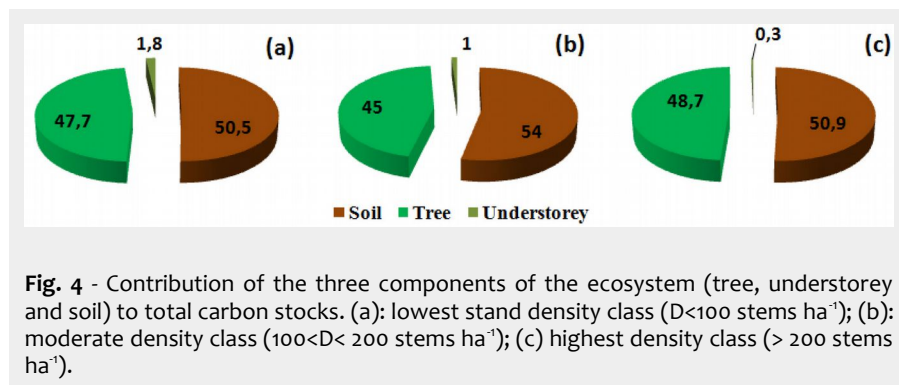 1,8 (a) 1 (b) 0,3 (c)
47,7 50,5 45 54 48,7 50,9
Soil Tree Understorey
Fig. 4 - Contribution of the three components of the ecosystem (tree, understorey
and soil) to total carbon stocks. (a): lowest stand density class (D<100 stems ha⁻¹); (b):
moderate density class (100<D< 200 stems ha⁻¹); (c) highest density class (> 200 stems
ha⁻¹).